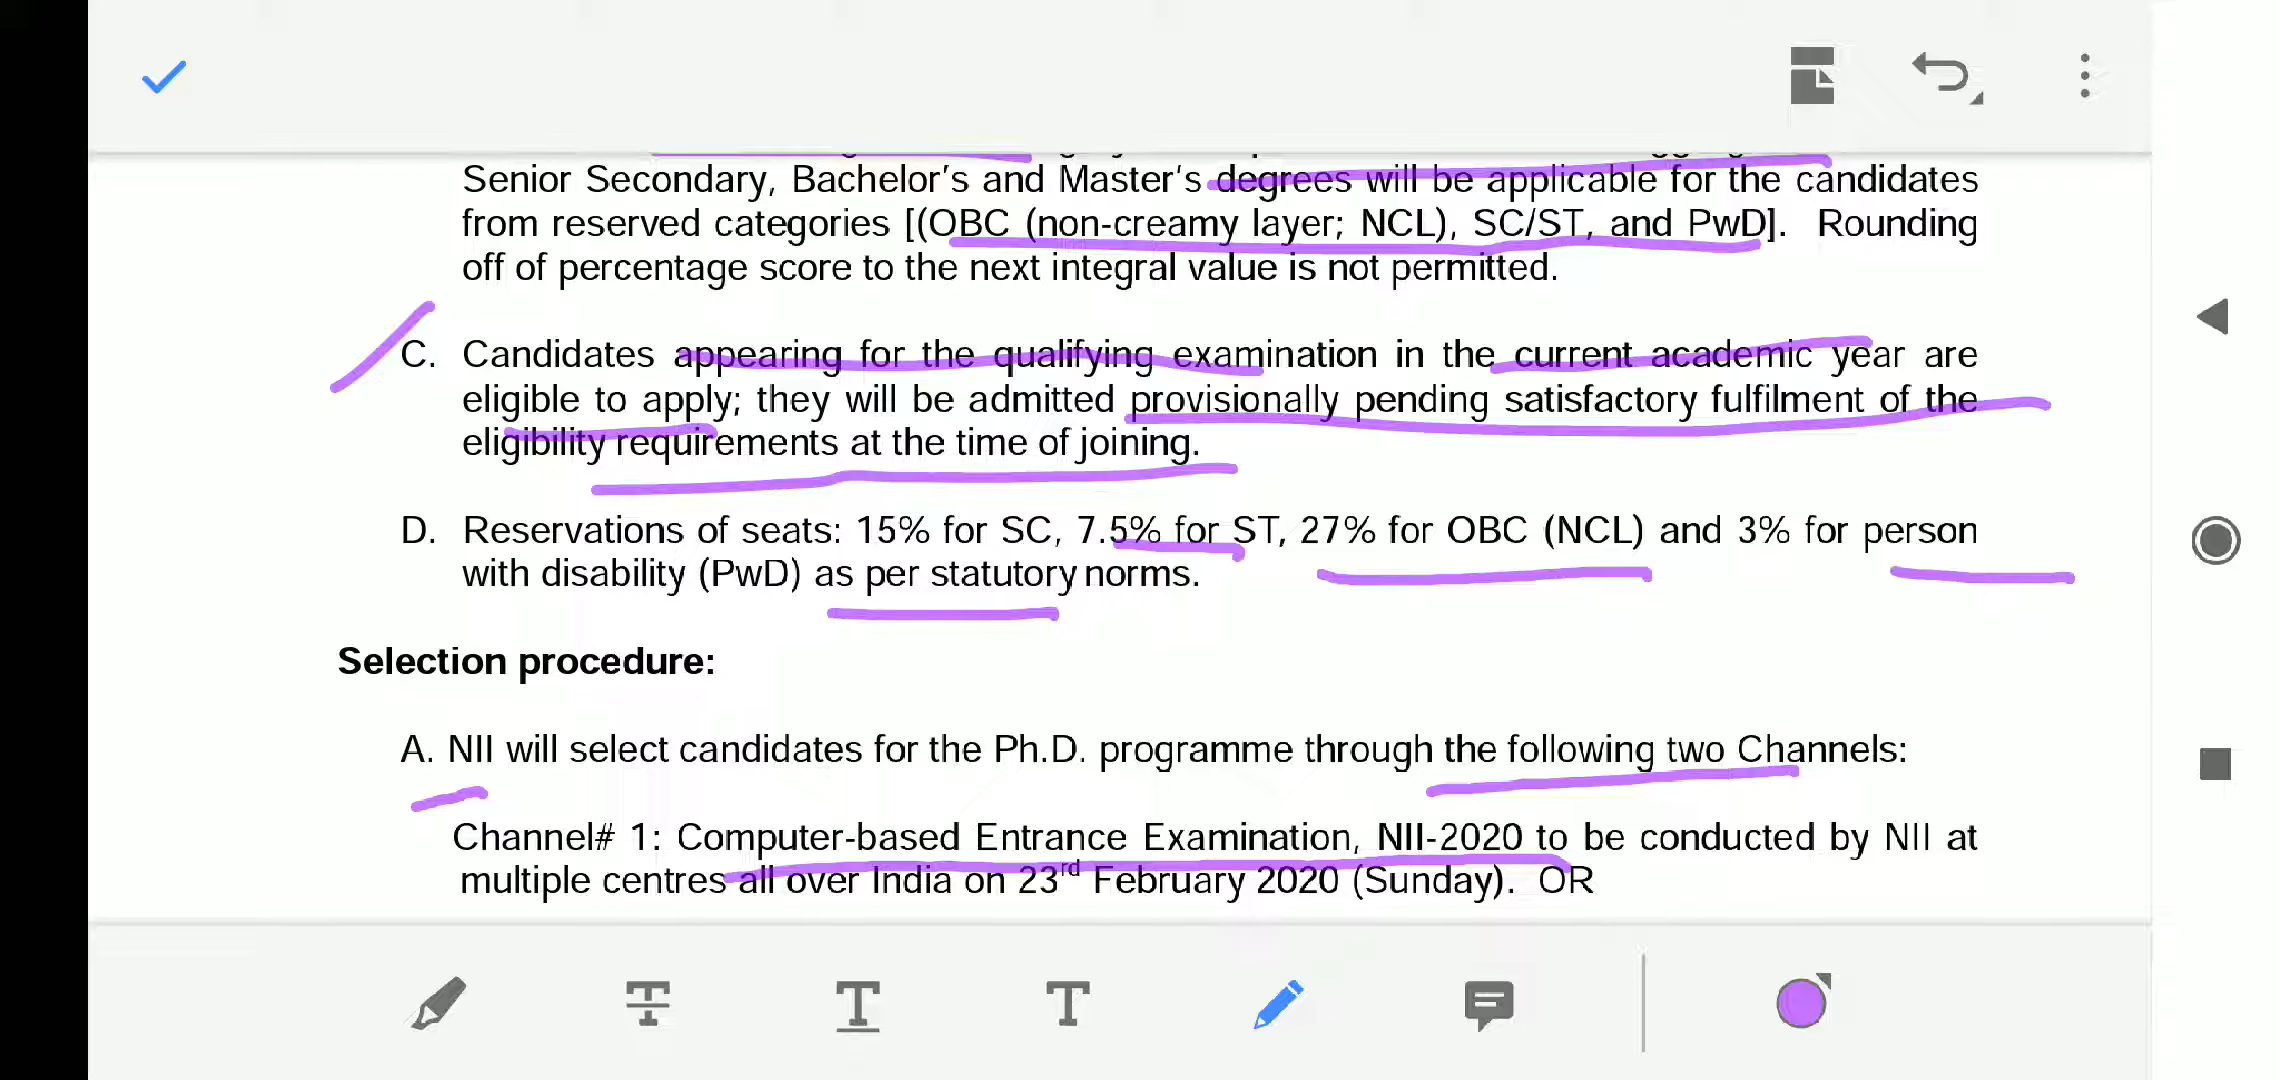 Senior Secondary, Bachelor's and Master's degrees will be applicable for the candidates
from reserved categories [(OBC (non-creamy layer; NCL), SC/ST, and PwD]. Rounding
off of percentage score to the next integral value is not permitted.
C. Candidates appearing for the qualifying examination in the current academic year are
eligible to apply; they will be admitted provisionally pending satisfactory fulfilment of the
eligibility requirements at the time of joining.
D. Reservations of seats: 15% for SC, 7.5% for ST, 27% for OBC (NCL) and 3% for person
with disability (PwD) as per statutory norms.
Selection procedure:
A. NII will select candidates for the Ph.D. programme through the following two Channels:
Channel# 1: Computer-based Entrance Examination, NII-2020 to be conducted by NII at
multiple centres all over India on 23rd February 2020 (Sunday). OR